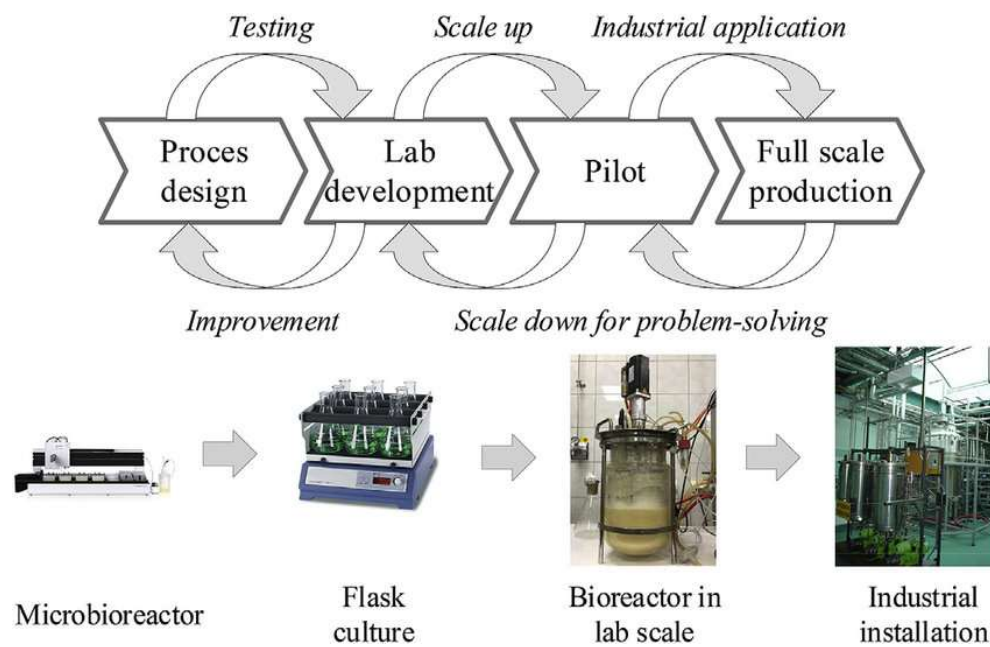 Testing
Scale up
Industrial application
Proces
design
Lab
development
Pilot
Full scale
production
Improvement
Scale down for problem-solving
Microbioreactor
Flask
culture
Bioreactor in
lab scale
Industrial
installation